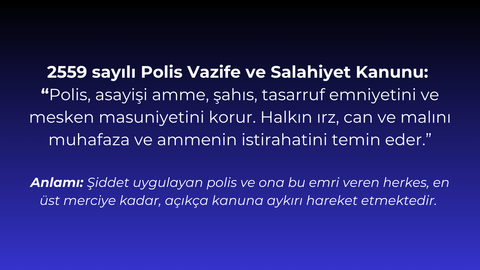 2559 sayılı Polis Vazife ve Salahiyet Kanunu:
“Polis, asayişi amme, şahıs, tasarruf emniyetini ve
mesken masuniyetini korur. Halkın ırz, can ve malını
muhafaza ve ammenin istirahatini temin eder.”
Anlamı: Şiddet uygulayan polis ve ona bu emri veren herkes, en
üst merciye kadar, açıkça kanuna aykırı hareket etmektedir.